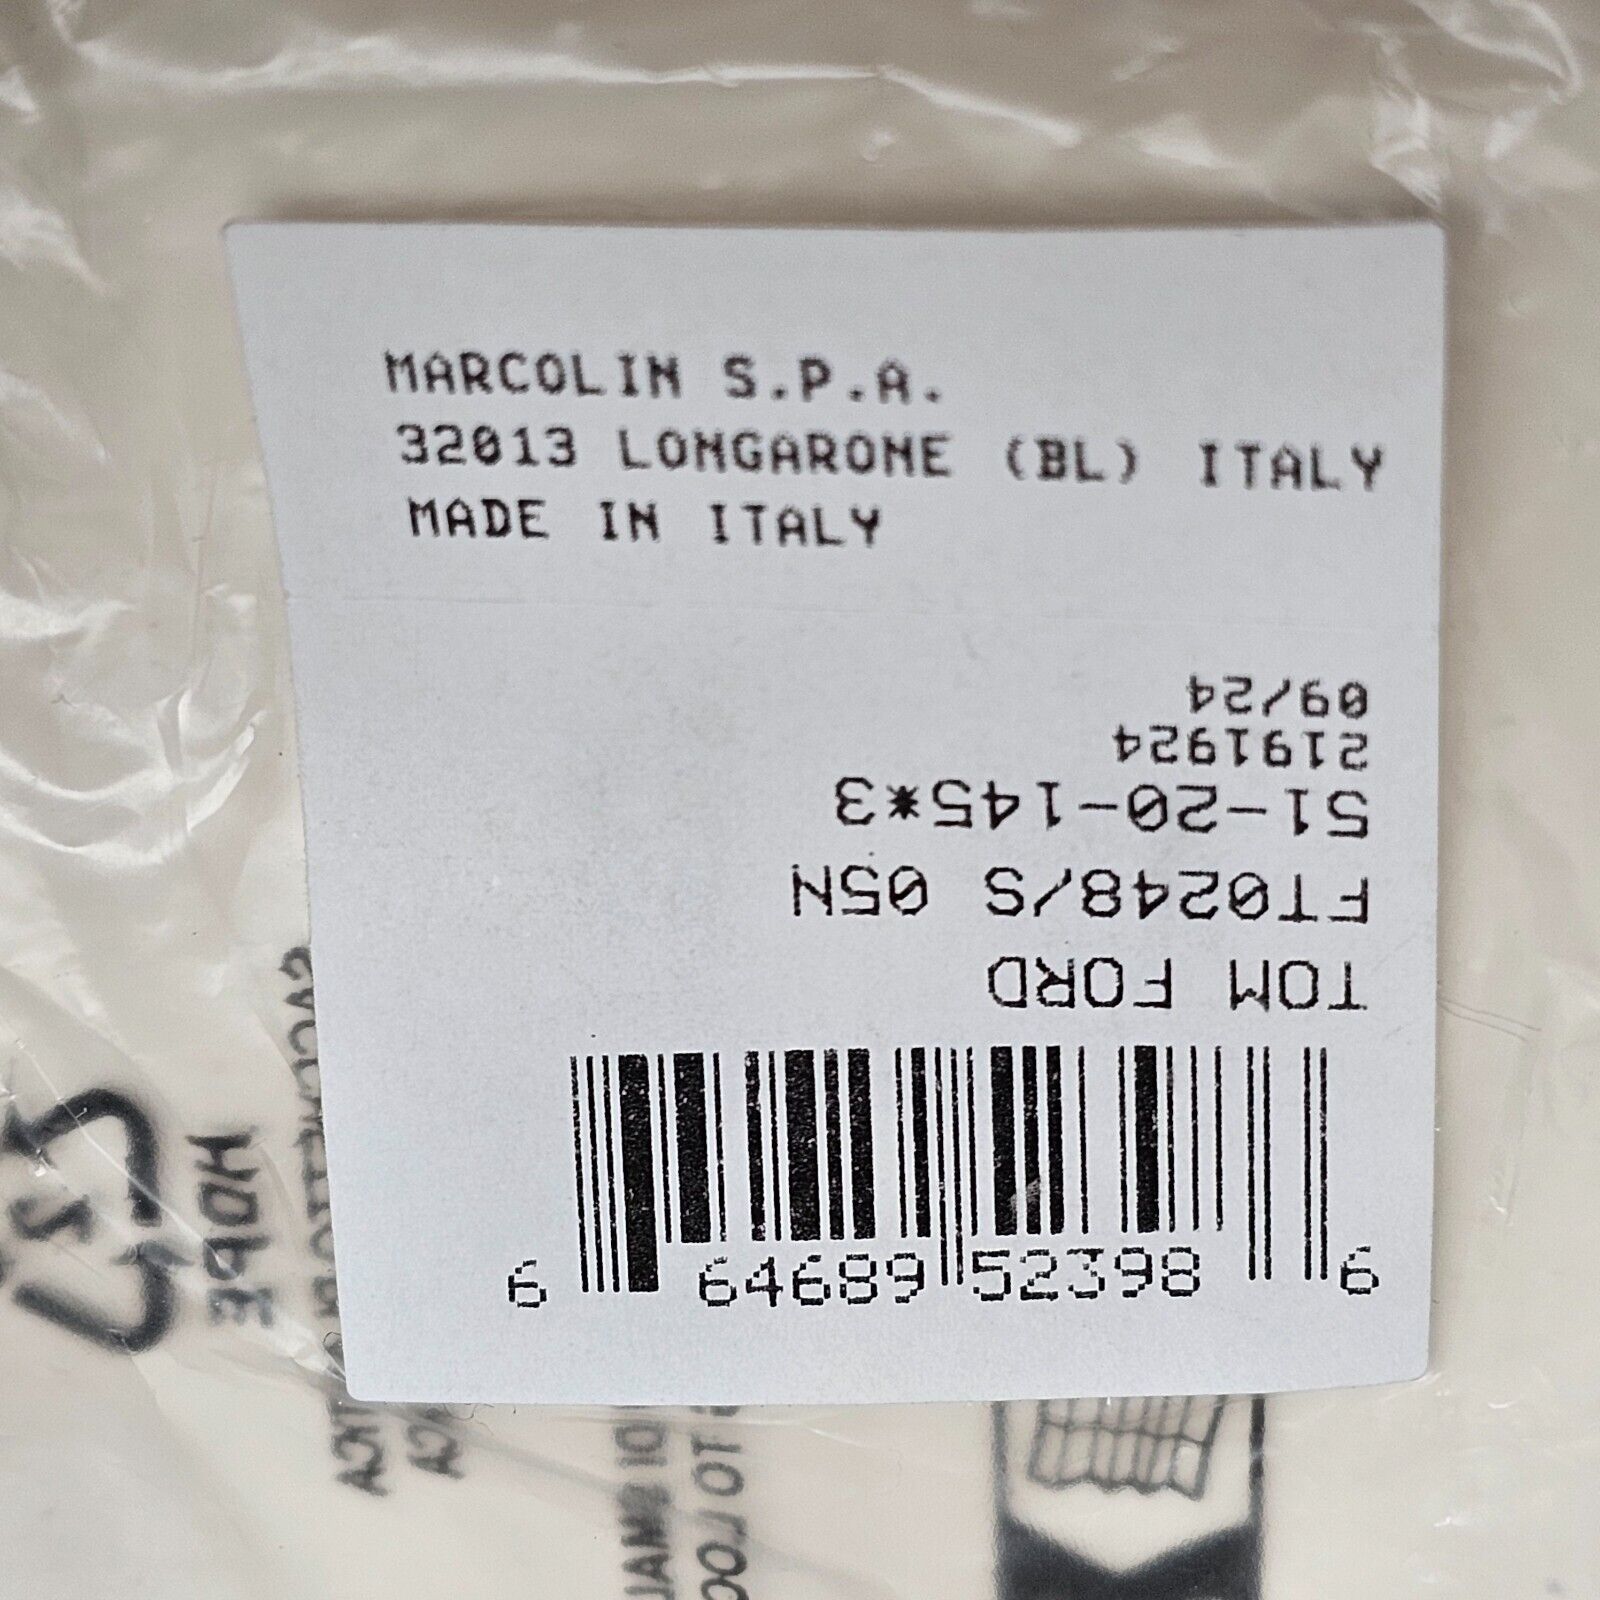 MARCOLIN S.P.A.
32013 LONGARONE (BL) ITALY
MADE IN ITALY
TOM FORD
FT0248/S 05N
51-20-145*3
2191924
09/24
6 64689 52398 6
2
HDPE